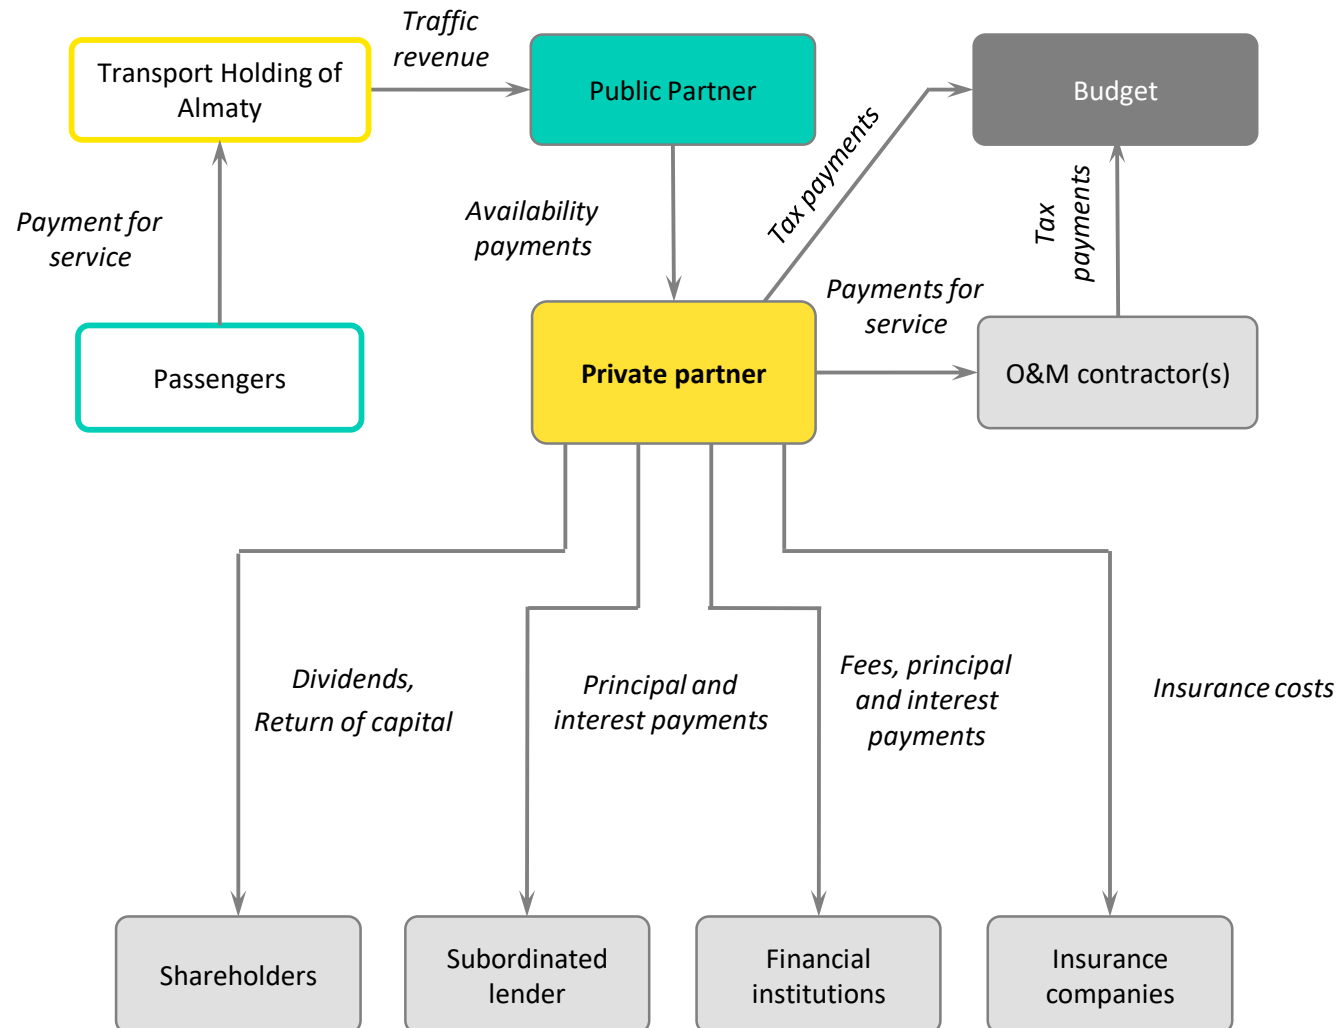 Traffic
revenue
Transport Holding of
Almaty
Public Partner
Budget
Payment for
service
Availability
payments
Tax payments
Tax
payments
Passengers
Private partner
Payments for
service
O&M contractor(s)
Dividends,
Return of capital
Principal and
interest payments
Fees, principal
and interest
payments
Insurance costs
Shareholders
Subordinated
lender
Financial
institutions
Insurance
companies